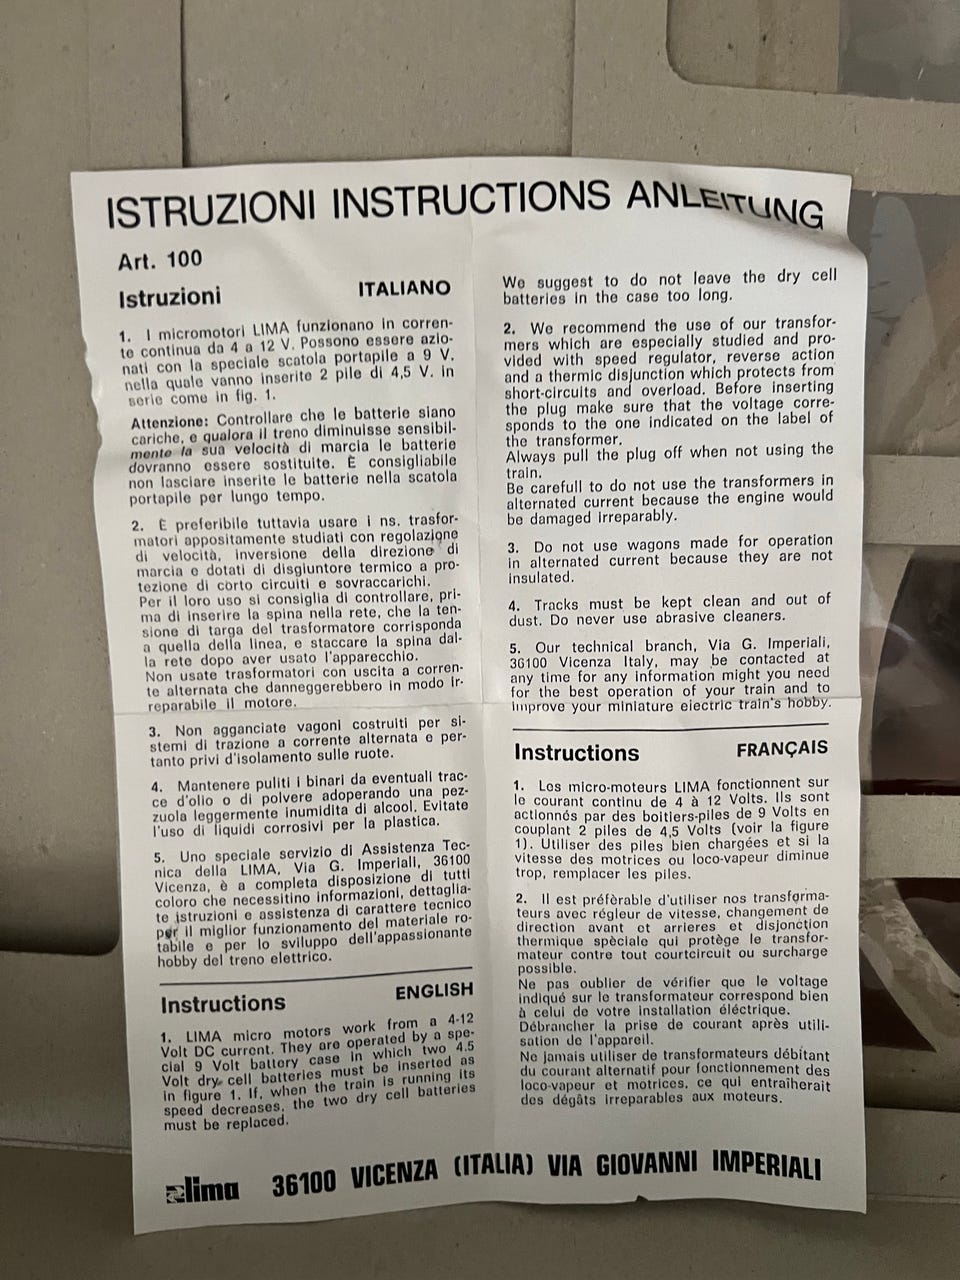 ISTRUZIONI INSTRUCTIONS ANLEITUNG
Art. 100
Istruzioni ITALIANO
1. I micromotori LIMA funzionano in corren-
te continua da 4 a 12 V. Possono essere azio-
nati con la speciale scatola portapile a 9 V.
nella quale vanno inserite 2 pile di 4,5 V. in
serie come in fig. 1.
Attenzione: Controllare che le batterie siano
cariche, e qualora il treno diminuisse sensibil-
mente la sua velocità di marcia le batterie
dovranno essere sostituite. È consigliabile
non lasciare inserite le batterie nella scatola
portapile per lungo tempo.
2. È preferibile tuttavia usare i ns. trasfor-
matori appositamente studiati con regolazione
di velocità, inversione della direzione di
marcia e dotati di disgiuntore termico a pro-
tezione di corto circuiti e sovraccarichi.
Per il loro uso si consiglia di controllare, pri-
ma di inserire la spina nella rete, che la ten-
sione di targa del trasformatore corrisponda
a quella della linea, e staccare la spina dal-
la rete dopo aver usato l'apparecchio.
Non usate trasformatori con uscita a corren-
te alternata che danneggerebbero in modo ir-
reparabile il motore.
3. Non agganciate vagoni costruiti per si-
stemi di trazione a corrente alternata e per-
tanto privi d'isolamento sulle ruote.
4. Mantenere puliti i binari da eventuali trac-
ce d'olio o di polvere adoperando una pez-
zuola leggermente inumidita di alcool. Evitate
l'uso di liquidi corrosivi per la plastica.
5. Uno speciale servizio di Assistenza Tec-
nica della LIMA, Via G. Imperiali, 36100
Vicenza, è a completa disposizione di tutti
coloro che necessitino informazioni, dettaglia-
te istruzioni e assistenza di carattere tecnico
per il miglior funzionamento del materiale ro-
tabile e per lo sviluppo dell'appassionante
hobby del treno elettrico.
Instructions ENGLISH
1. LIMA micro motors work from a 4-12
Volt DC current. They are operated by a spe-
cial 9 Volt battery case in which two 4.5
Volt dry cell batteries must be inserted as
in figure 1. If, when the train is running its
speed decreases, the two dry cell batteries
must be replaced.
We suggest to do not leave the dry cell
batteries in the case too long.
2. We recommend the use of our transfor-
mers which are especially studied and pro-
vided with speed regulator, reverse action
and a thermic disjunction which protects from
short-circuits and overload. Before inserting
the plug make sure that the voltage corre-
sponds to the one indicated on the label of
the transformer.
Always pull the plug off when not using the
train.
Be carefull to do not use the transformers in
alternated current because the engine would
be damaged irreparably.
3. Do not use wagons made for operation
in alternated current because they are not
insulated.
4. Tracks must be kept clean and out of
dust. Do never use abrasive cleaners.
5. Our technical branch, Via G. Imperiali,
36100 Vicenza Italy, may be contacted at
any time for any information might you need
for the best operation of your train and to
improve your miniature electric train's hobby.
Instructions FRANÇAIS
1. Les micro-moteurs LIMA fonctionnent sur
le courant continu de 4 à 12 Volts. Ils sont
actionnés par des boitiers-piles de 9 Volts en
couplant 2 piles de 4,5 Volts (voir la figure
1). Utiliser des piles bien chargées et si la
vitesse des motrices ou loco-vapeur diminue
trop, remplacer les piles.
2. Il est préfèrable d'utiliser nos transforma-
teurs avec régleur de vitesse, changement de
direction avant et arrieres et disjonction
thermique spèciale qui protège le transfor-
mateur contre tout courtcircuit ou surcharge
possible.
Ne pas oublier de vérifier que le voltage
indiqué sur le transformateur correspond bien
à celui de votre installation éléctrique.
Débrancher la prise de courant après utili-
sation de l'appareil.
Ne jamais utiliser de transformateurs débitant
du courant alternatif pour fonctionnement des
loco-vapeur et motrices, ce qui entraîherait
des dégâts irreparables aux moteurs.
lima 36100 VICENZA (ITALIA) VIA GIOVANNI IMPERIALI